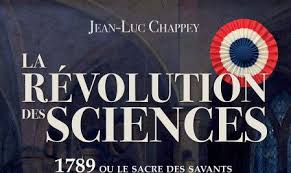 JEAN-LUC CHAPPEY
LA
RÉVOLUTION
DES SCIENCES
1789 OU LE SACRE DES SAVANTS